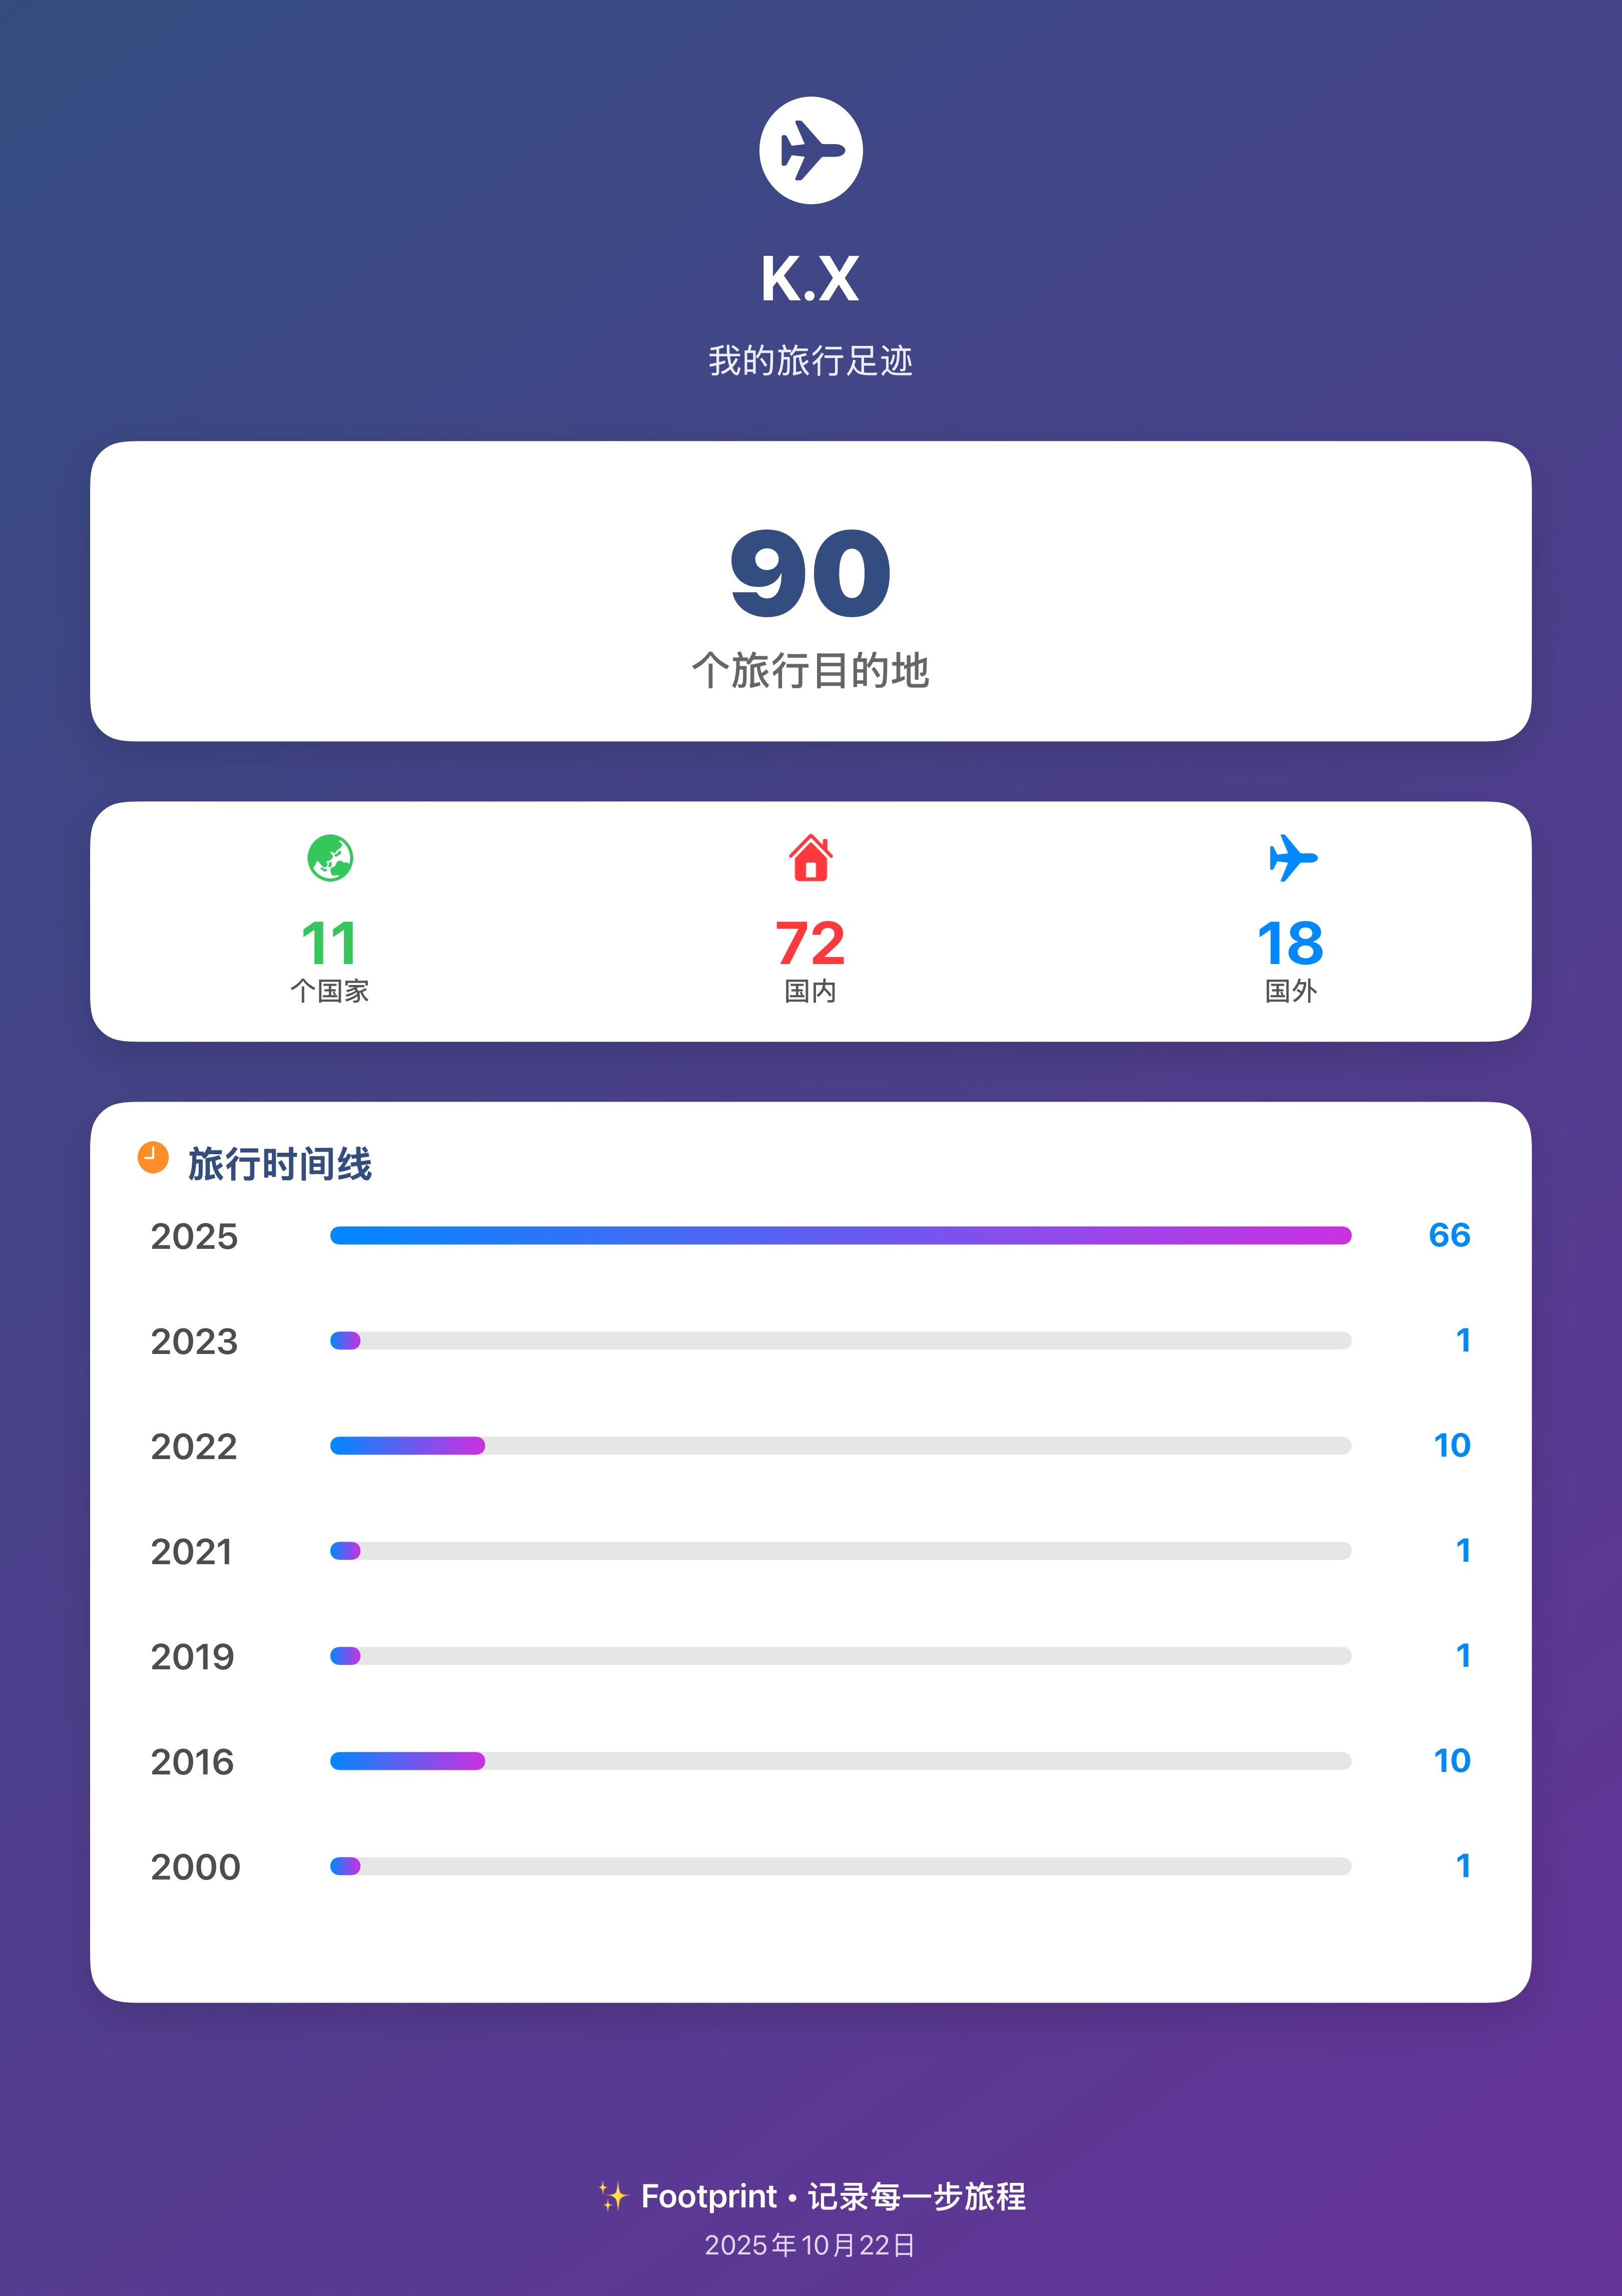 K.X
我的旅行足迹
90
个旅行目的地
11
个国家
72
国内
18
国外
旅行时间线
2025 66
2023 1
2022 10
2021 1
2019 1
2016 10
2000 1
✨ Footprint • 记录每一步旅程
2025年10月22日